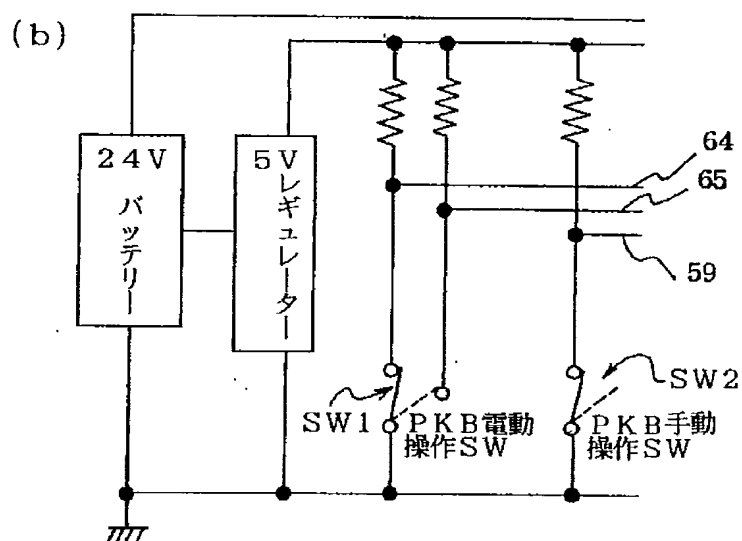 (b)
24V
バッテリー
5V
レギュレーター
64
65
59
SW1
PKB電動
操作SW
SW2
PKB手動
操作SW